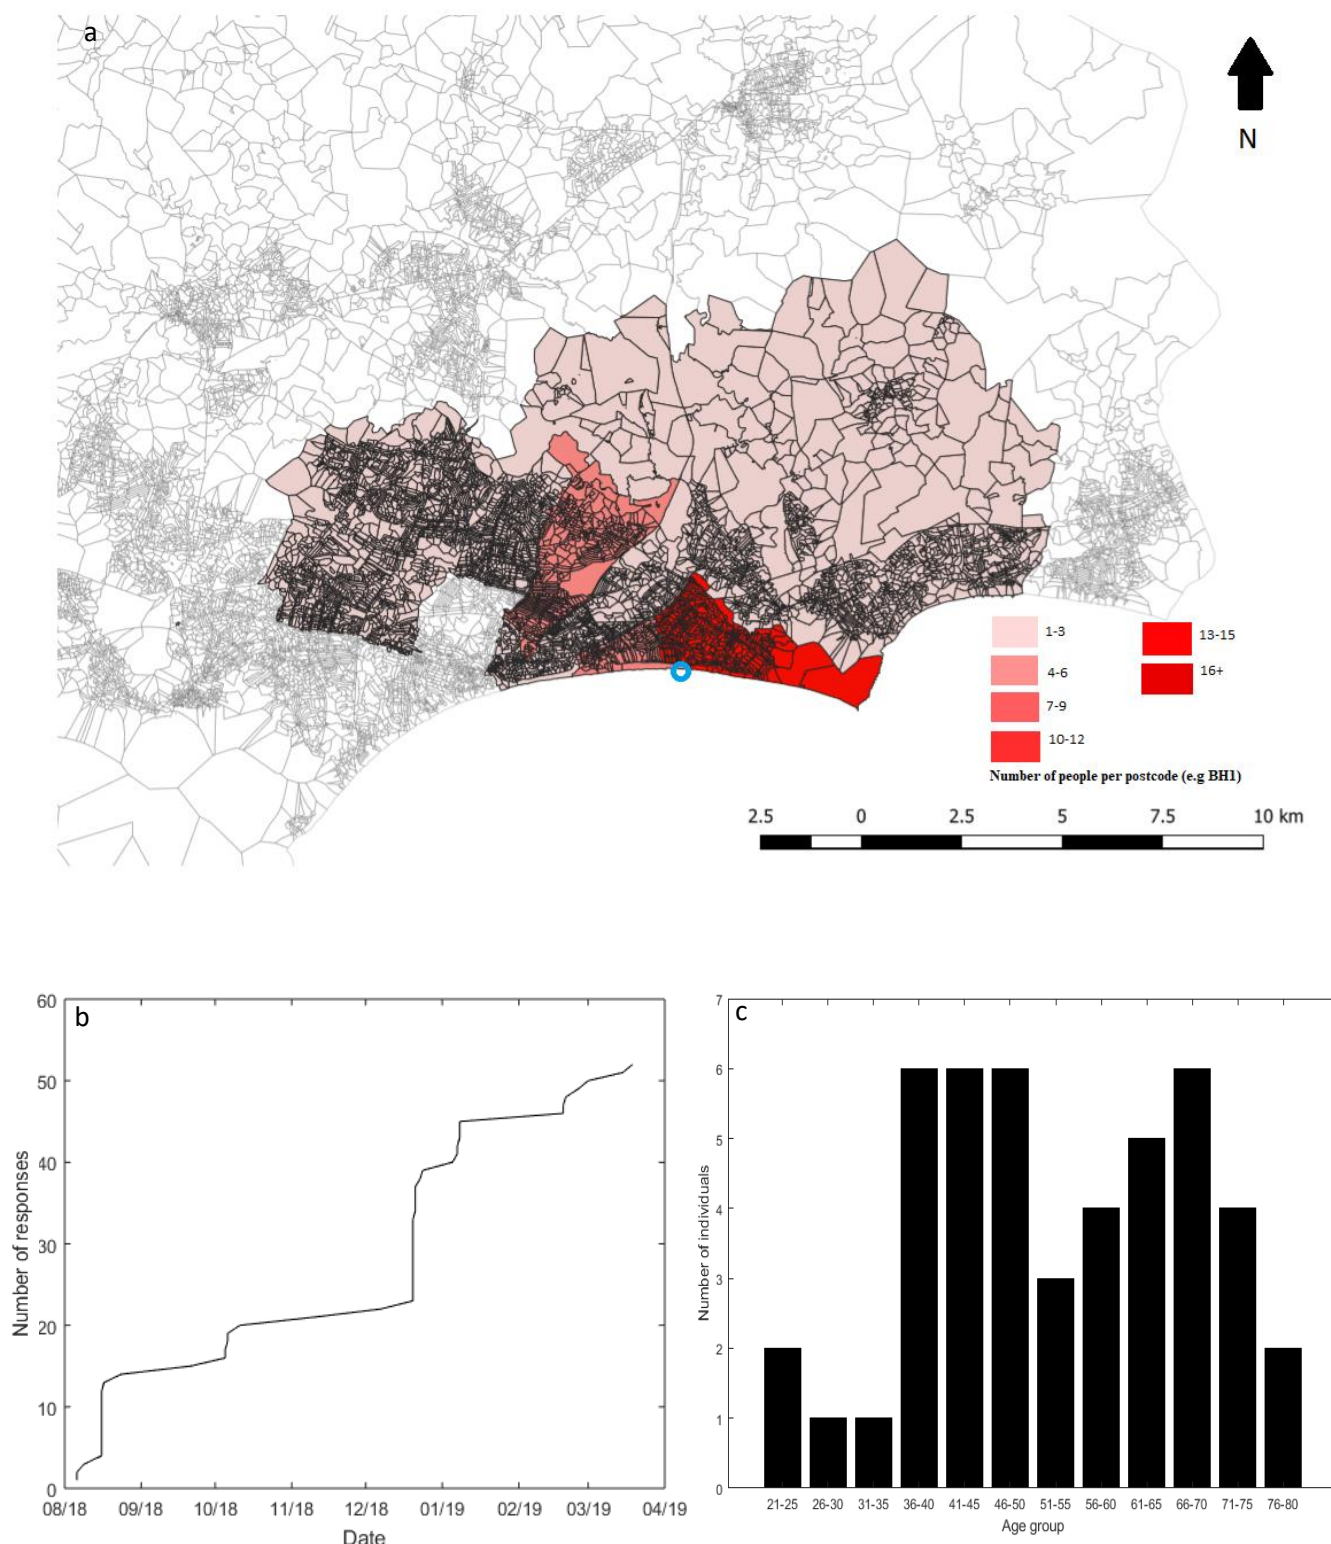 a
N
1-3
4-6
7-9
10-12
13-15
16+
Number of people per postcode (e.g BH1)
2.5 0 2.5 5 7.5 10 km
b
60
50
40
30
20
10
0
Number of responses
08/18 09/18 10/18 11/18 12/18 01/19 02/19 03/19 04/19
Date
c
7
6
5
4
3
2
1
0
Number of individuals
21-25 26-30 31-35 36-40 41-45 46-50 51-55 56-60 61-65 66-70 71-75 76-80
Age group